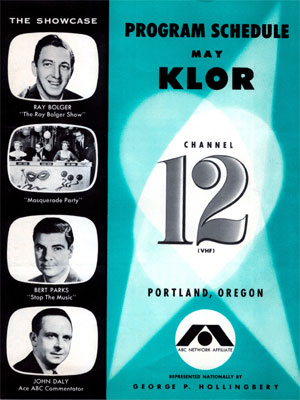 THE SHOWCASE
RAY BOLGER
"The Ray Bolger Show"
"Masquerade Party"
BERT PARKS
"Stop The Music"
JOHN DALY
Ace ABC Commentator
PROGRAM SCHEDULE
MAY
KLOR
CHANNEL
12
(VHF)
PORTLAND, OREGON
ABC NETWORK AFFILIATE
REPRESENTED NATIONALLY BY
GEORGE P. HOLLINGBERY